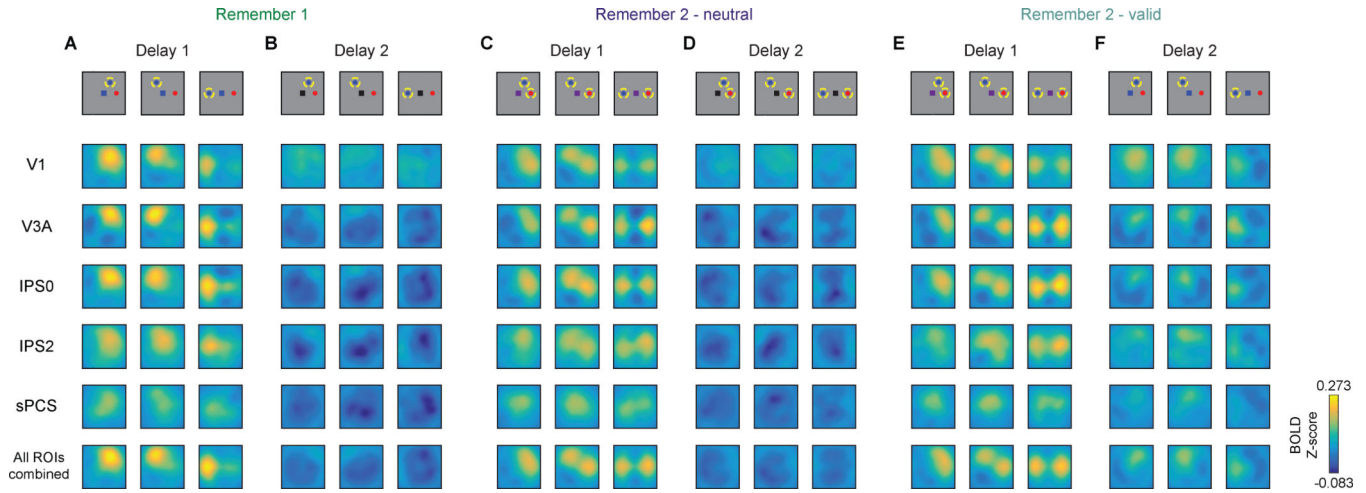 Remember 1
Remember 2 - neutral
Remember 2 - valid
A Delay 1 B Delay 2 C Delay 1 D Delay 2 E Delay 1 F Delay 2
V1
V3A
IPS0
IPS2
sPCS
All ROIs
combined
0.273
BOLD
Z-score
-0.083